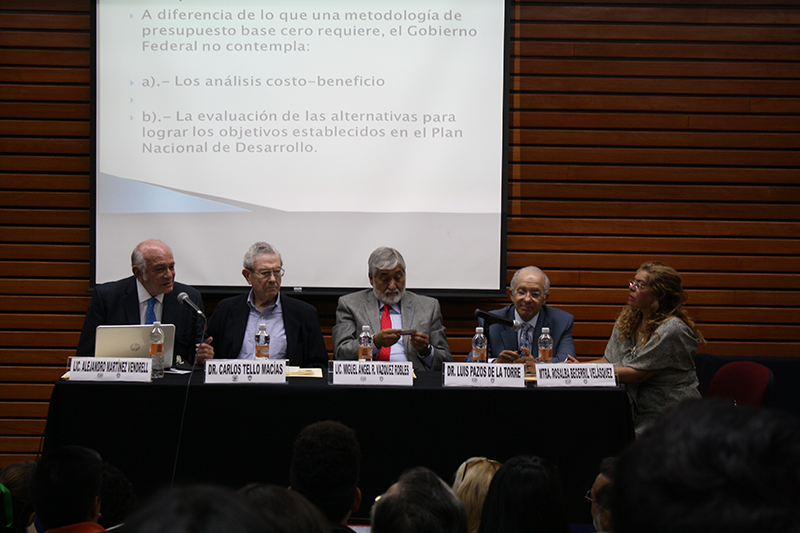 A diferencia de lo que una metodología de
presupuesto base cero requiere, el Gobierno
Federal no contempla:
a).- Los análisis costo-beneficio
b).- La evaluación de las alternativas para
lograr los objetivos establecidos en el Plan
Nacional de Desarrollo.
LIC. ALEJANDRO MARTÍNEZ VENDRELL
DR. CARLOS TELLO MACÍAS
LIC. MIGUEL ÁNGEL R. VÁZQUEZ ROBLES
DR. LUIS PAZOS DE LA TORRE
MTRA. ROSALBA BECERRIL VELÁSQUEZ